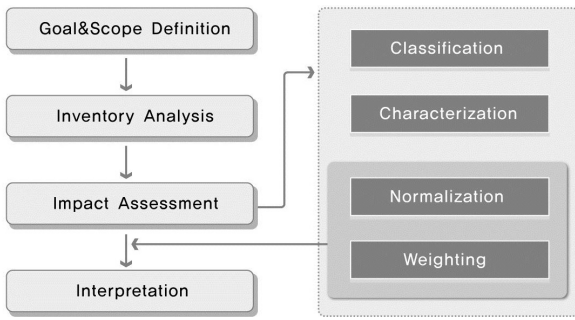 Goal&Scope Definition
Inventory Analysis
Impact Assessment
Interpretation
Classification
Characterization
Normalization
Weighting